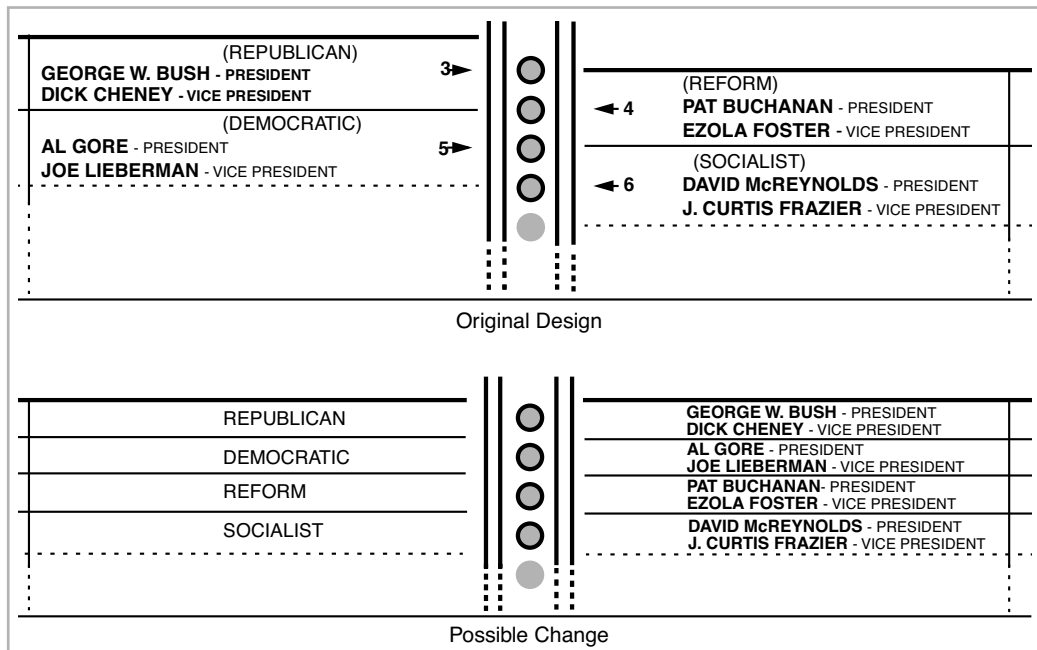 (REPUBLICAN)
GEORGE W. BUSH - PRESIDENT
DICK CHENEY - VICE PRESIDENT
3
(DEMOCRATIC)
AL GORE - PRESIDENT
JOE LIEBERMAN - VICE PRESIDENT
5
(REFORM)
PAT BUCHANAN - PRESIDENT
EZOLA FOSTER - VICE PRESIDENT
4
(SOCIALIST)
DAVID McREYNOLDS - PRESIDENT
J. CURTIS FRAZIER - VICE PRESIDENT
6
Original Design
REPUBLICAN
GEORGE W. BUSH - PRESIDENT
DICK CHENEY - VICE PRESIDENT
DEMOCRATIC
AL GORE - PRESIDENT
JOE LIEBERMAN - VICE PRESIDENT
REFORM
PAT BUCHANAN- PRESIDENT
EZOLA FOSTER - VICE PRESIDENT
SOCIALIST
DAVID McREYNOLDS - PRESIDENT
J. CURTIS FRAZIER - VICE PRESIDENT
Possible Change